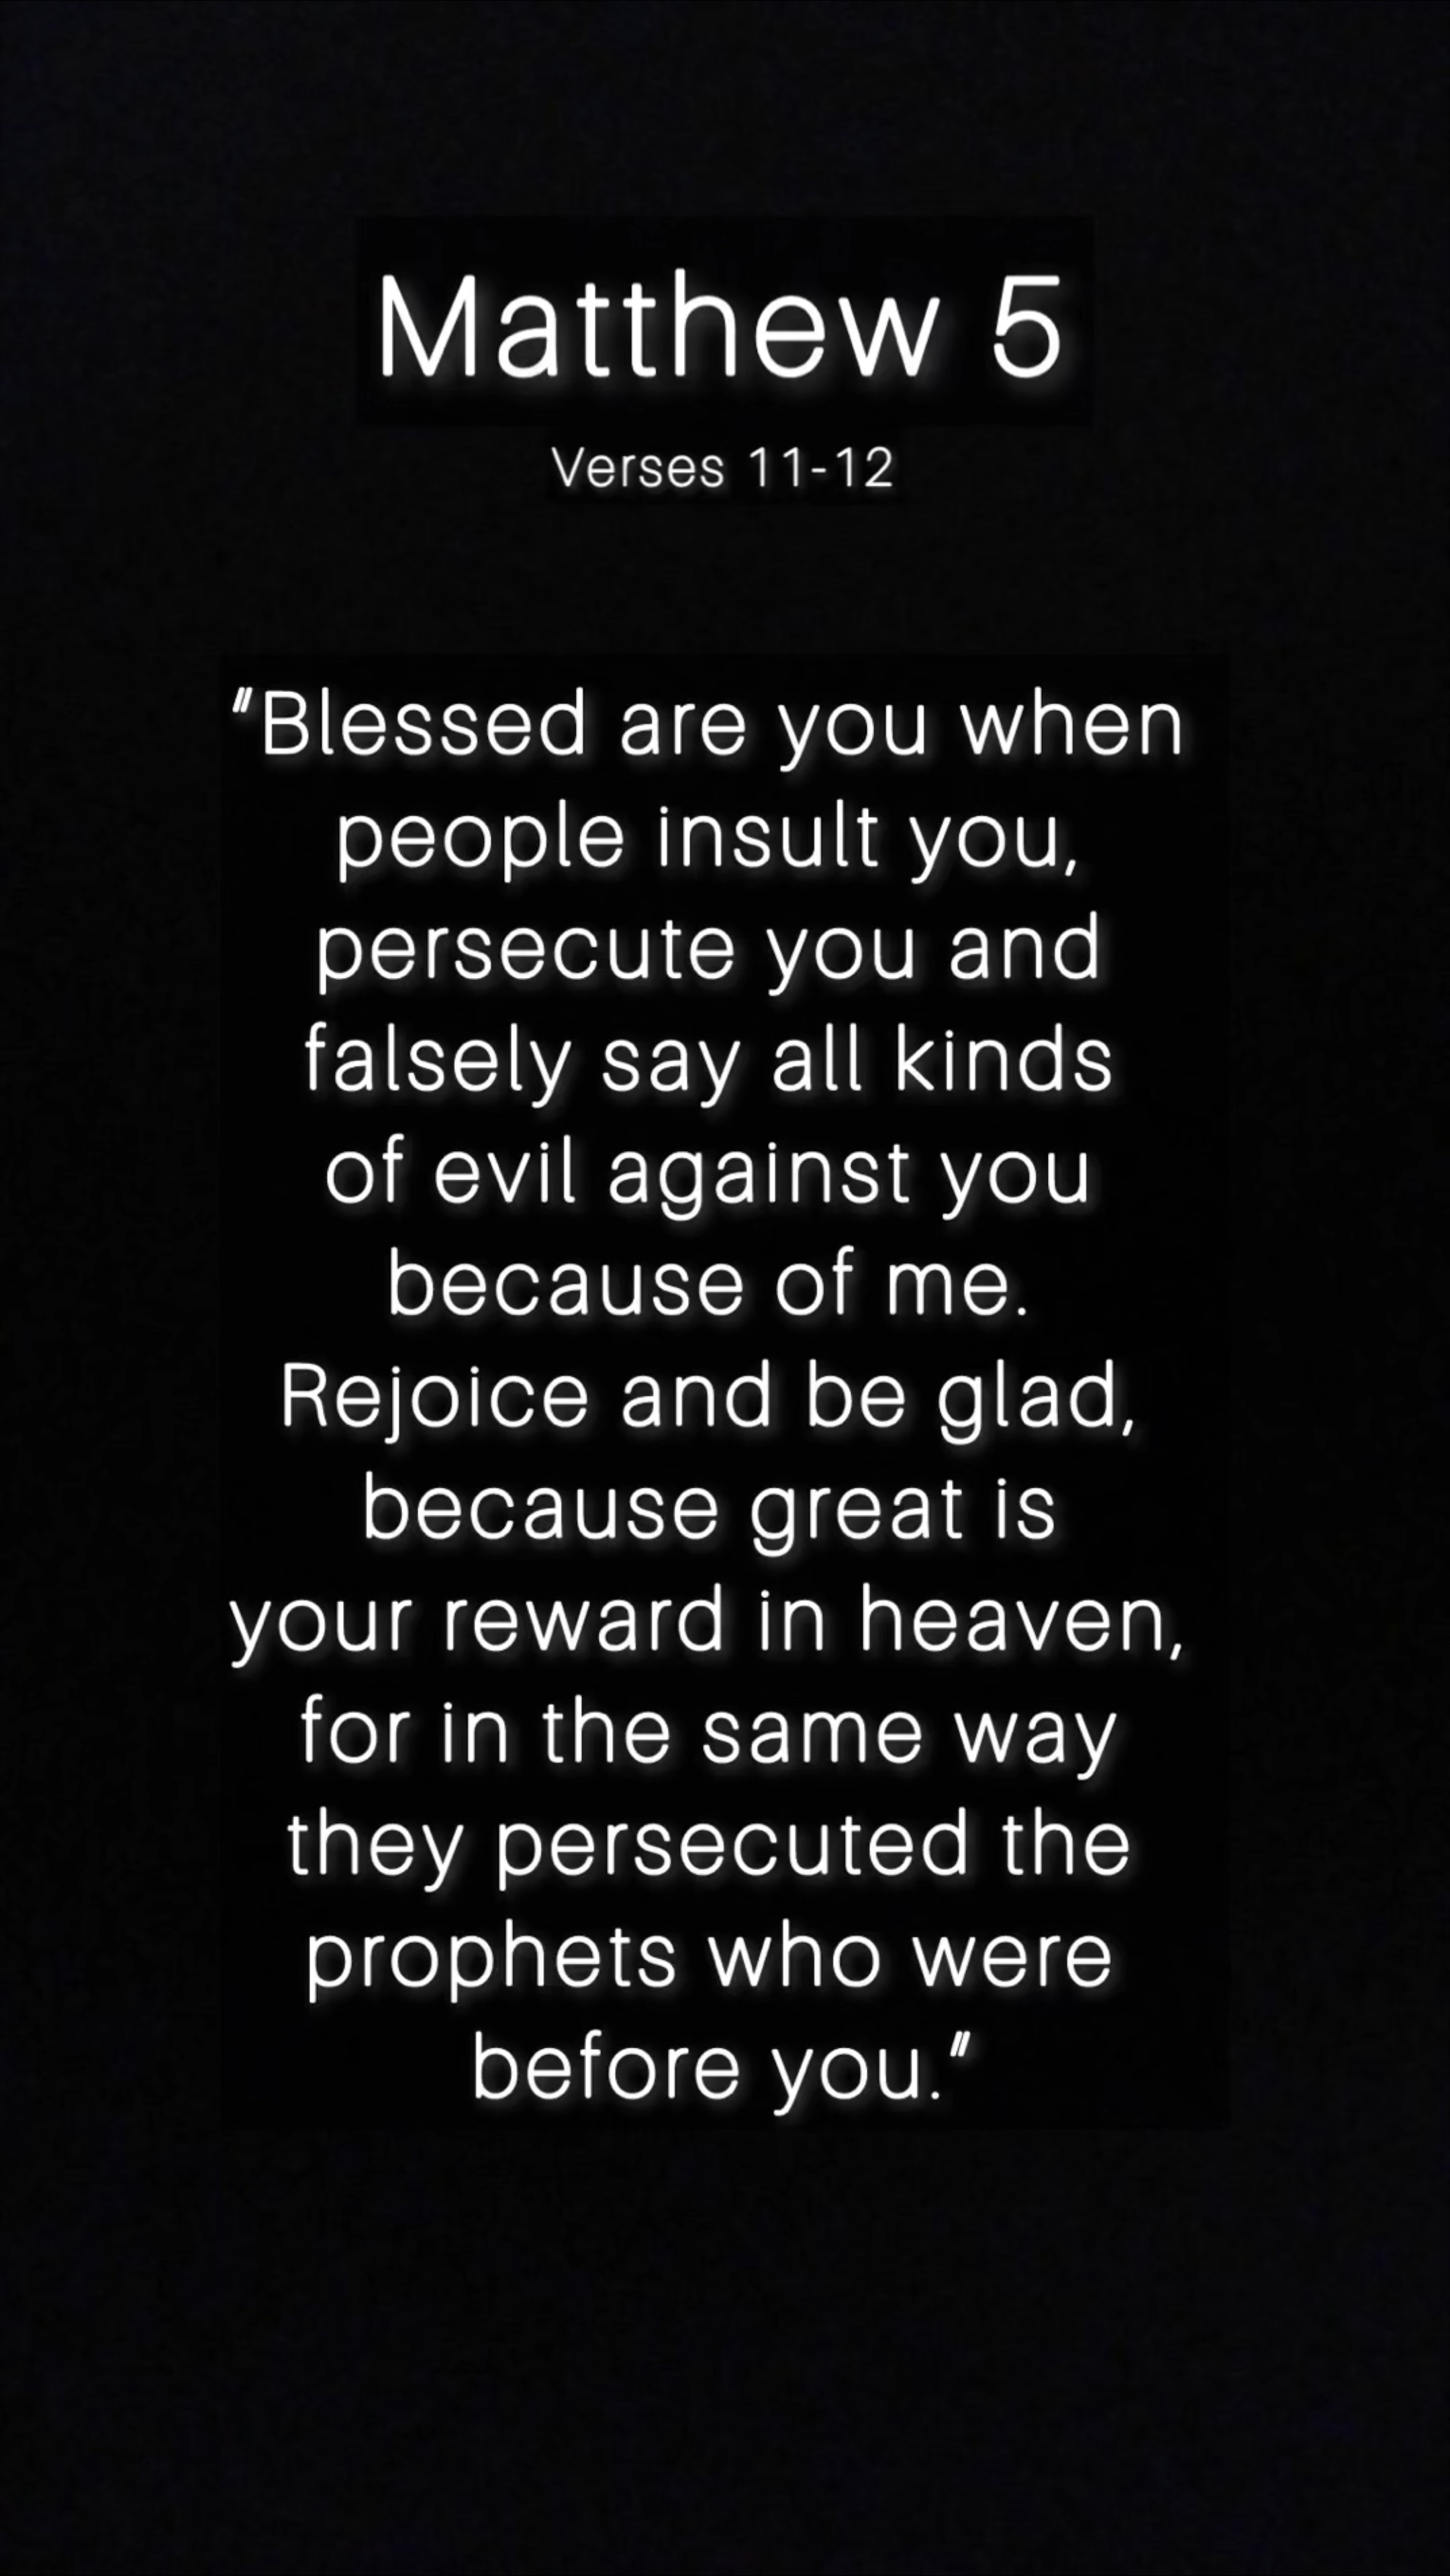 Matthew 5
Verses 11-12
"Blessed are you when
people insult you,
persecute you and
falsely say all kinds
of evil against you
because of me.
Rejoice and be glad,
because great is
your reward in heaven,
for in the same way
they persecuted the
prophets who were
before you."